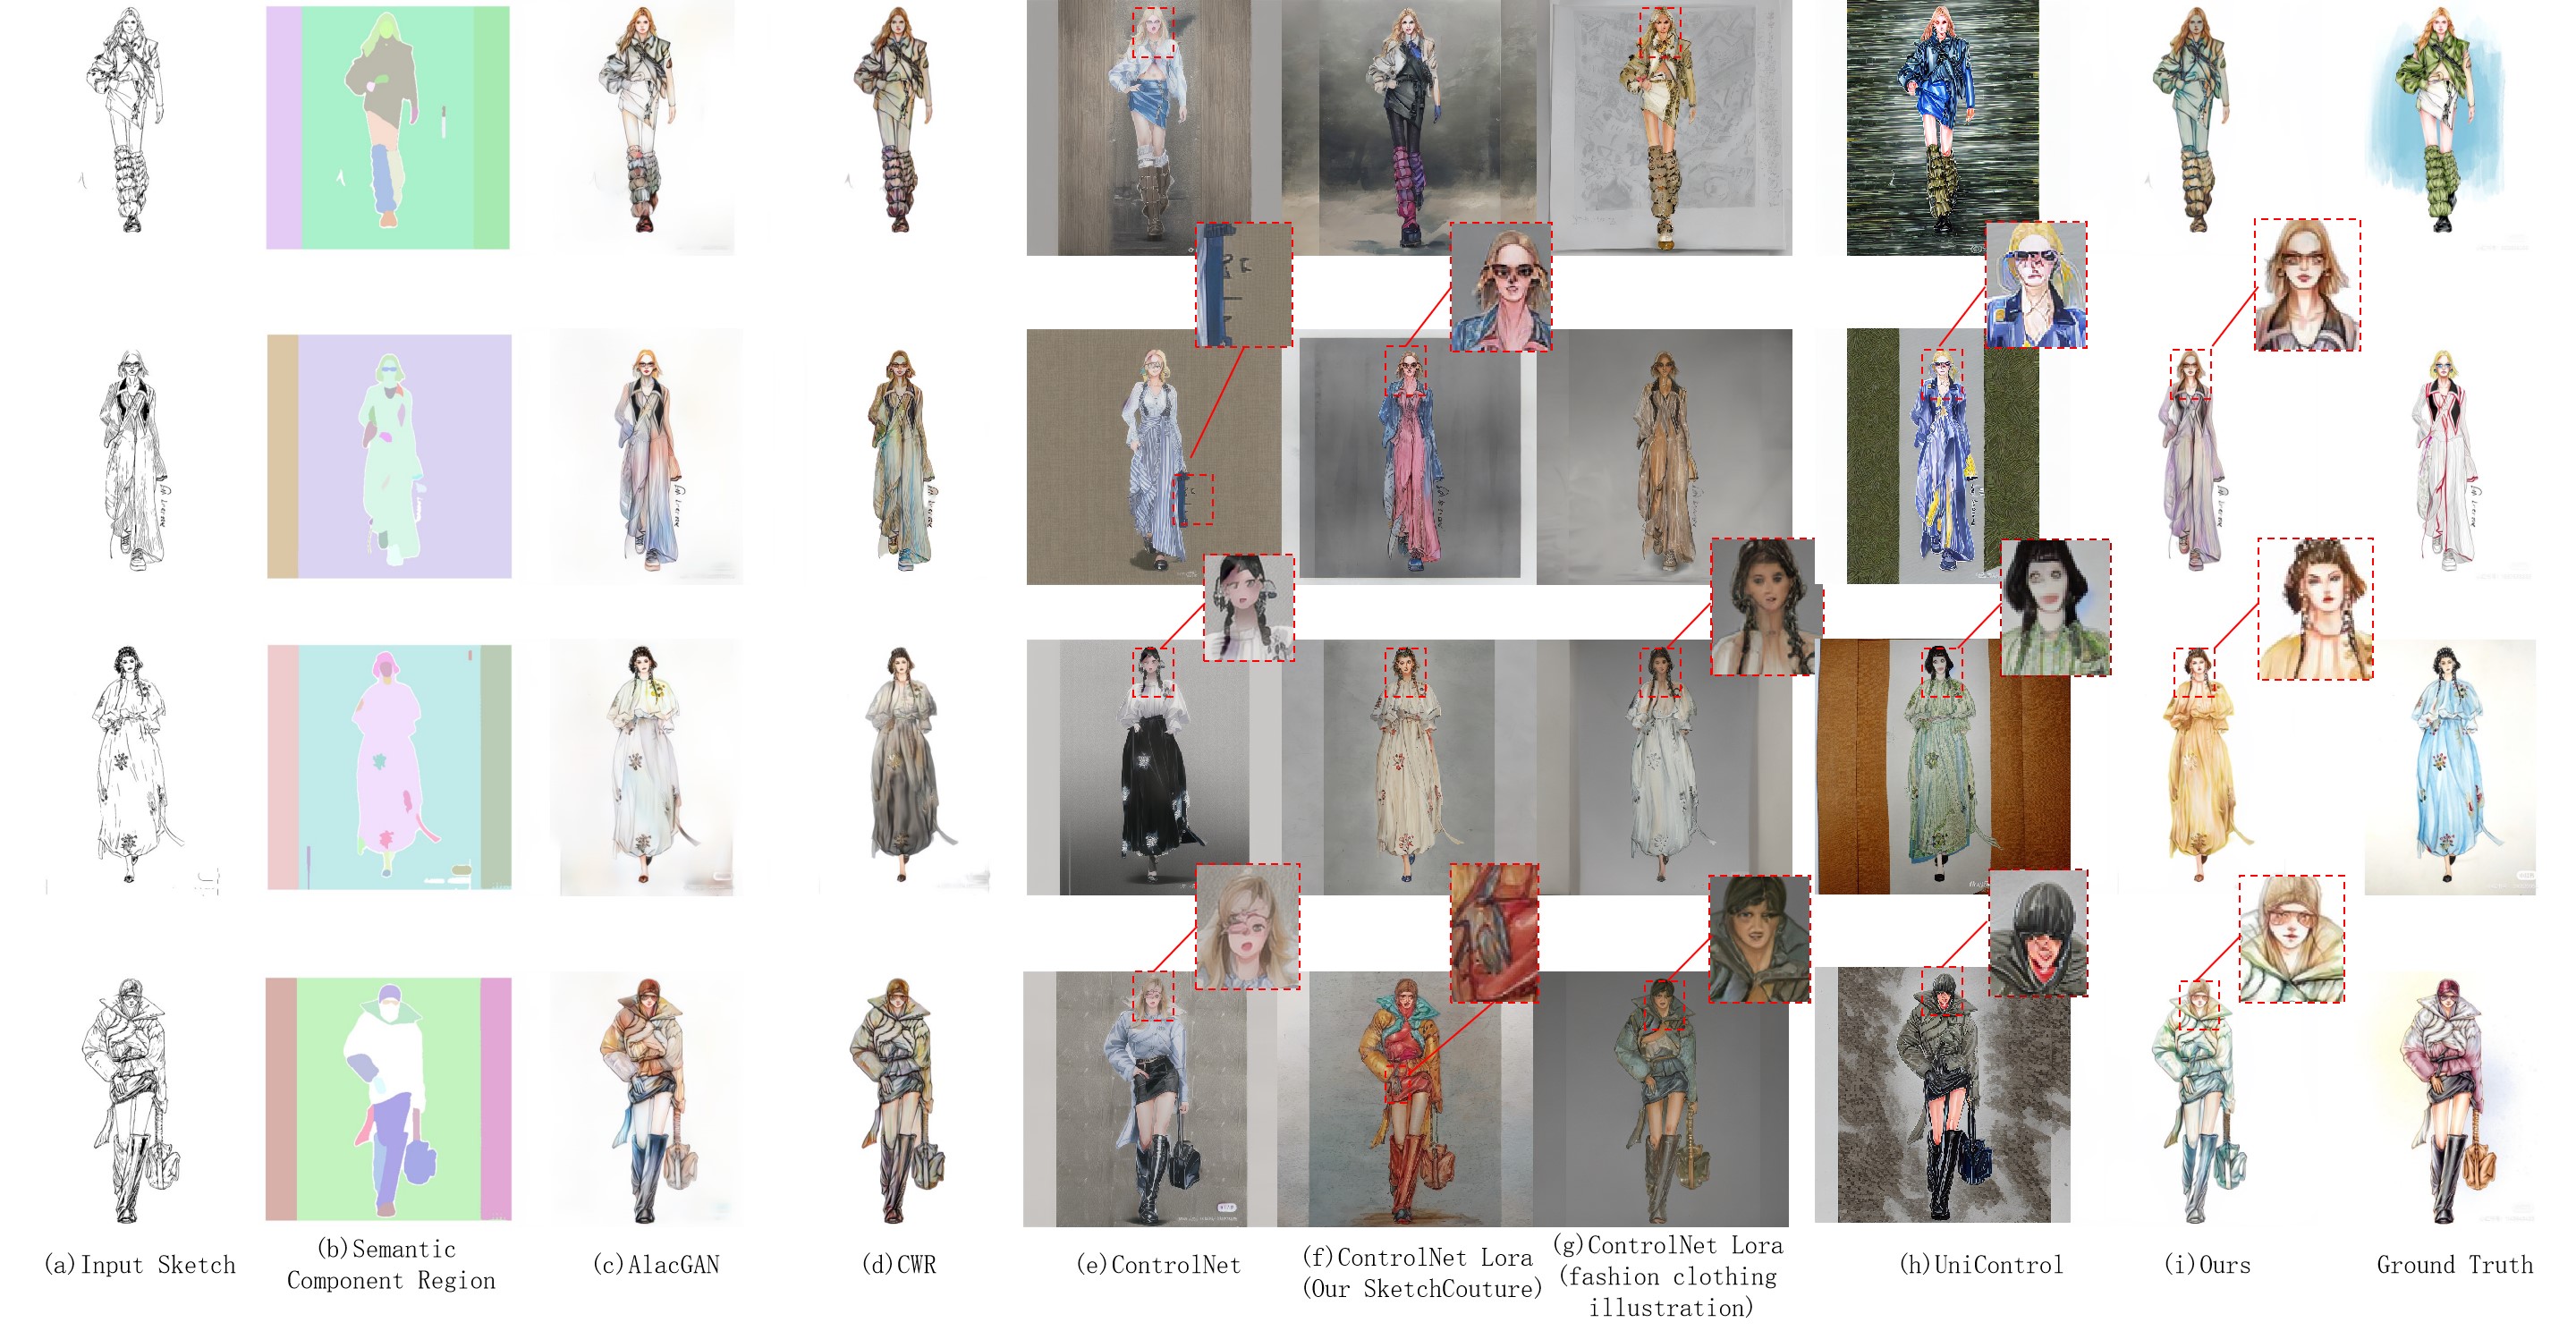 (a)Input Sketch
(b)Semantic
Component Region
(c)AlacGAN
(d)CWR
(e)ControlNet
(f)ControlNet Lora
(Our SketchCouture)
(g)ControlNet Lora
(fashion clothing
illustration)
(h)UniControl
(i)Ours
Ground Truth